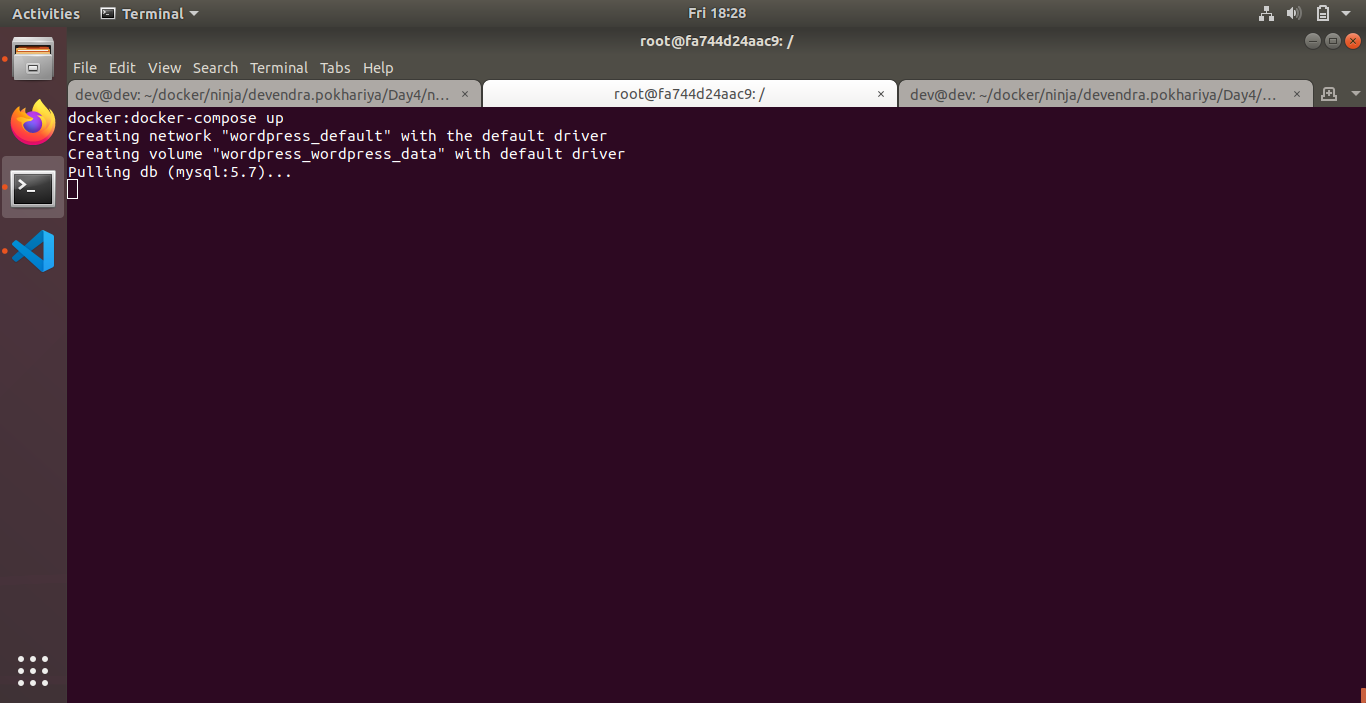 Activities Terminal Fri 18:28
root@fa744d24aac9: /
File Edit View Search Terminal Tabs Help
dev@dev: ~/docker/ninja/devendra.pokhariya/Day4/n... × root@fa744d24aac9: / × dev@dev: ~/docker/ninja/devendra.pokhariya/Day4/... ×
docker:docker-compose up
Creating network "wordpress_default" with the default driver
Creating volume "wordpress_wordpress_data" with default driver
Pulling db (mysql:5.7)...